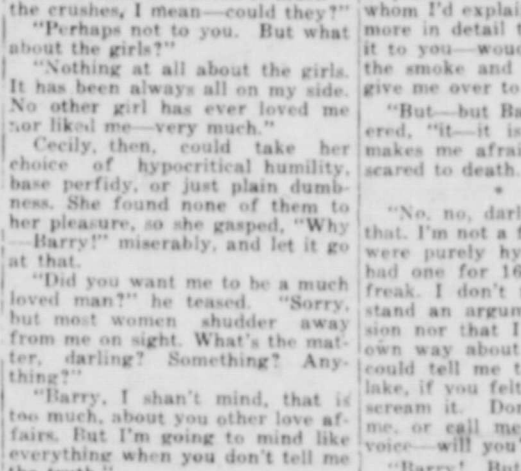 the crushes, I mean—could they?"
"Perhaps not to you. But what
about the girls?"
"Nothing at all about the girls.
It has been always all on my side.
No other girl has ever loved me
nor liked me—very much."
Cecily, then, could take her
choice of hypocritical humility,
base perfidy, or just plain dumb-
ness. She found none of them to
her pleasure, so she gasped, "Why
—Barry!" miserably, and let it go
at that.
"Did you want me to be a much
loved man?" he teased. "Sorry,
but most women shudder away
from me on sight. What's the mat-
ter, darling? Something? Any-
thing?"
"Barry, I shan't mind, that is
too much, about you other love af-
fairs. But I'm going to mind like
everything when you don't tell me
whom I'd explai
more in detail t
it to you—wou
the smoke and
give me over to
"But—but Ba
ered, "it—it is
makes me afrai
scared to death.
*
"No, no, darl
that. I'm not a f
were purely hy
had one for 16
freak. I don't
stand an argum
sion nor that I
own way about
could tell me t
lake, if you felt
scream it. Don
me, or call me
voice—will you
"Barry!